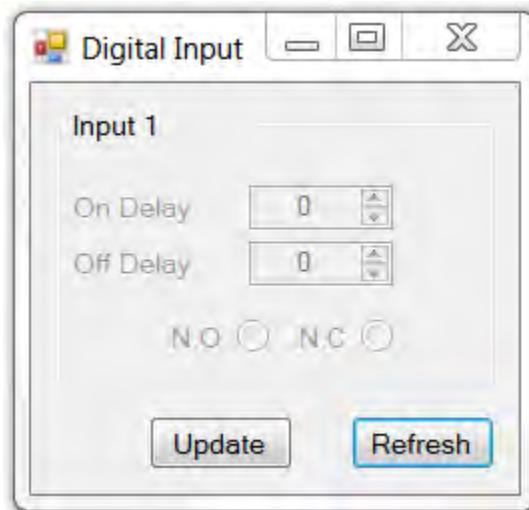 Digital Input
Input 1
On Delay 0
Off Delay 0
N.O N.C
Update Refresh